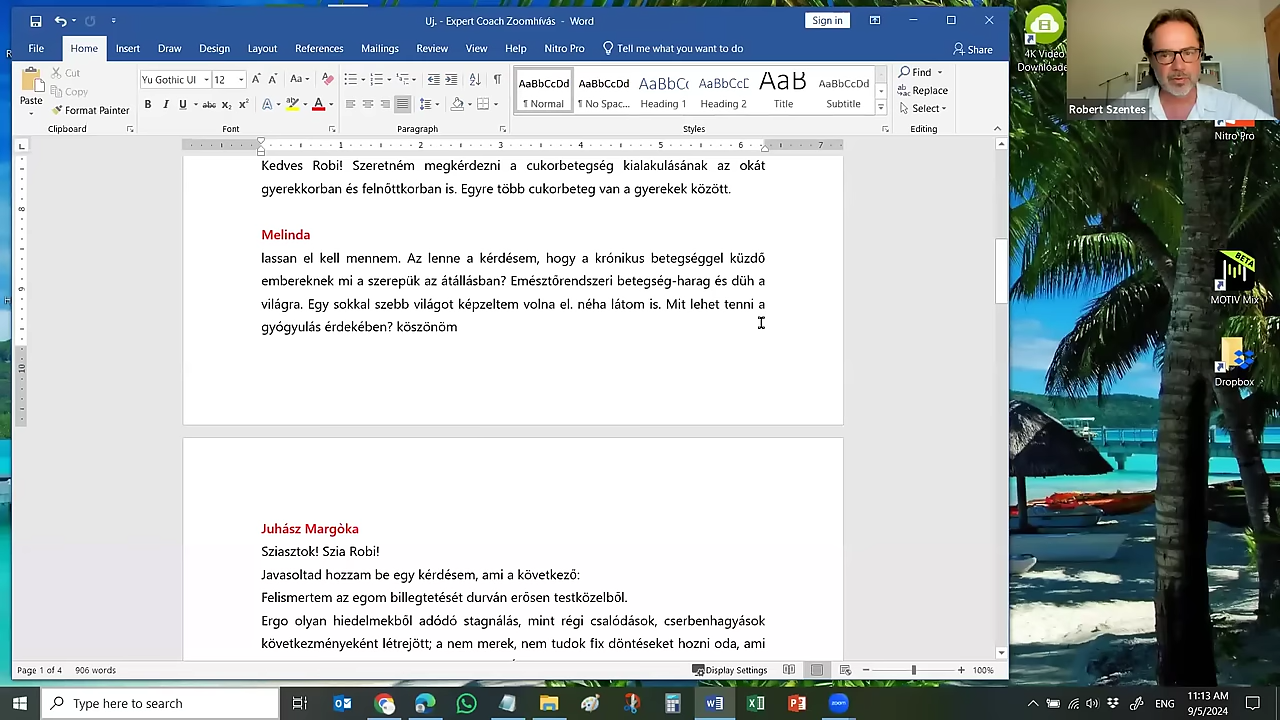 Uj. - Expert Coach Zoomhívás - Word
Sign in
File Home Insert Draw Design Layout References Mailings Review View Help Nitro Pro Tell me what you want to do Share
Paste
Cut
Copy
Format Painter
Clipboard
Yu Gothic UI 12
Font
Paragraph
AaBbCcDd AaBbCcDd AaBbCc AaBbCcD AaB AaBbCcDd
¶ Normal ¶ No Spac... Heading 1 Heading 2 Title Subtitle
Styles
Find
Replace
Select
Editing
Kedves Robi! Szeretném megkérdezni a cukorbetegség kialakulásának az okát
gyerekkorban és felnőttkorban is. Egyre több cukorbeteg van a gyerekek között.
Melinda
lassan el kell mennem. Az lenne a kérdésem, hogy a krónikus betegséggel küzdő
embereknek mi a szerepük az átállásban? Emésztőrendszeri betegség-harag és düh a
világra. Egy sokkal szebb világot képzeltem volna el. néha látom is. Mit lehet tenni a
gyógyulás érdekében? köszönöm
Juhász Margòka
Sziasztok! Szia Robi!
Javasoltad hozzam be egy kérdésem, ami a következő:
Felismertem az egom billegtetését durván erősen testközelből.
Ergo olyan hiedelmekből adódó stagnálás, mint régi csalódások, cserbenhagyások
következményeként létrejött; a nem merek, nem tudok fix döntéseket hozni oda, ami
Page 1 of 4 906 words
Display Settings
100%
Robert Szentes
4K Video
Downloade
Nitro Pro
BETA
MOTIV Mix
Dropbox
Type here to search
ENG
11:13 AM
9/5/2024